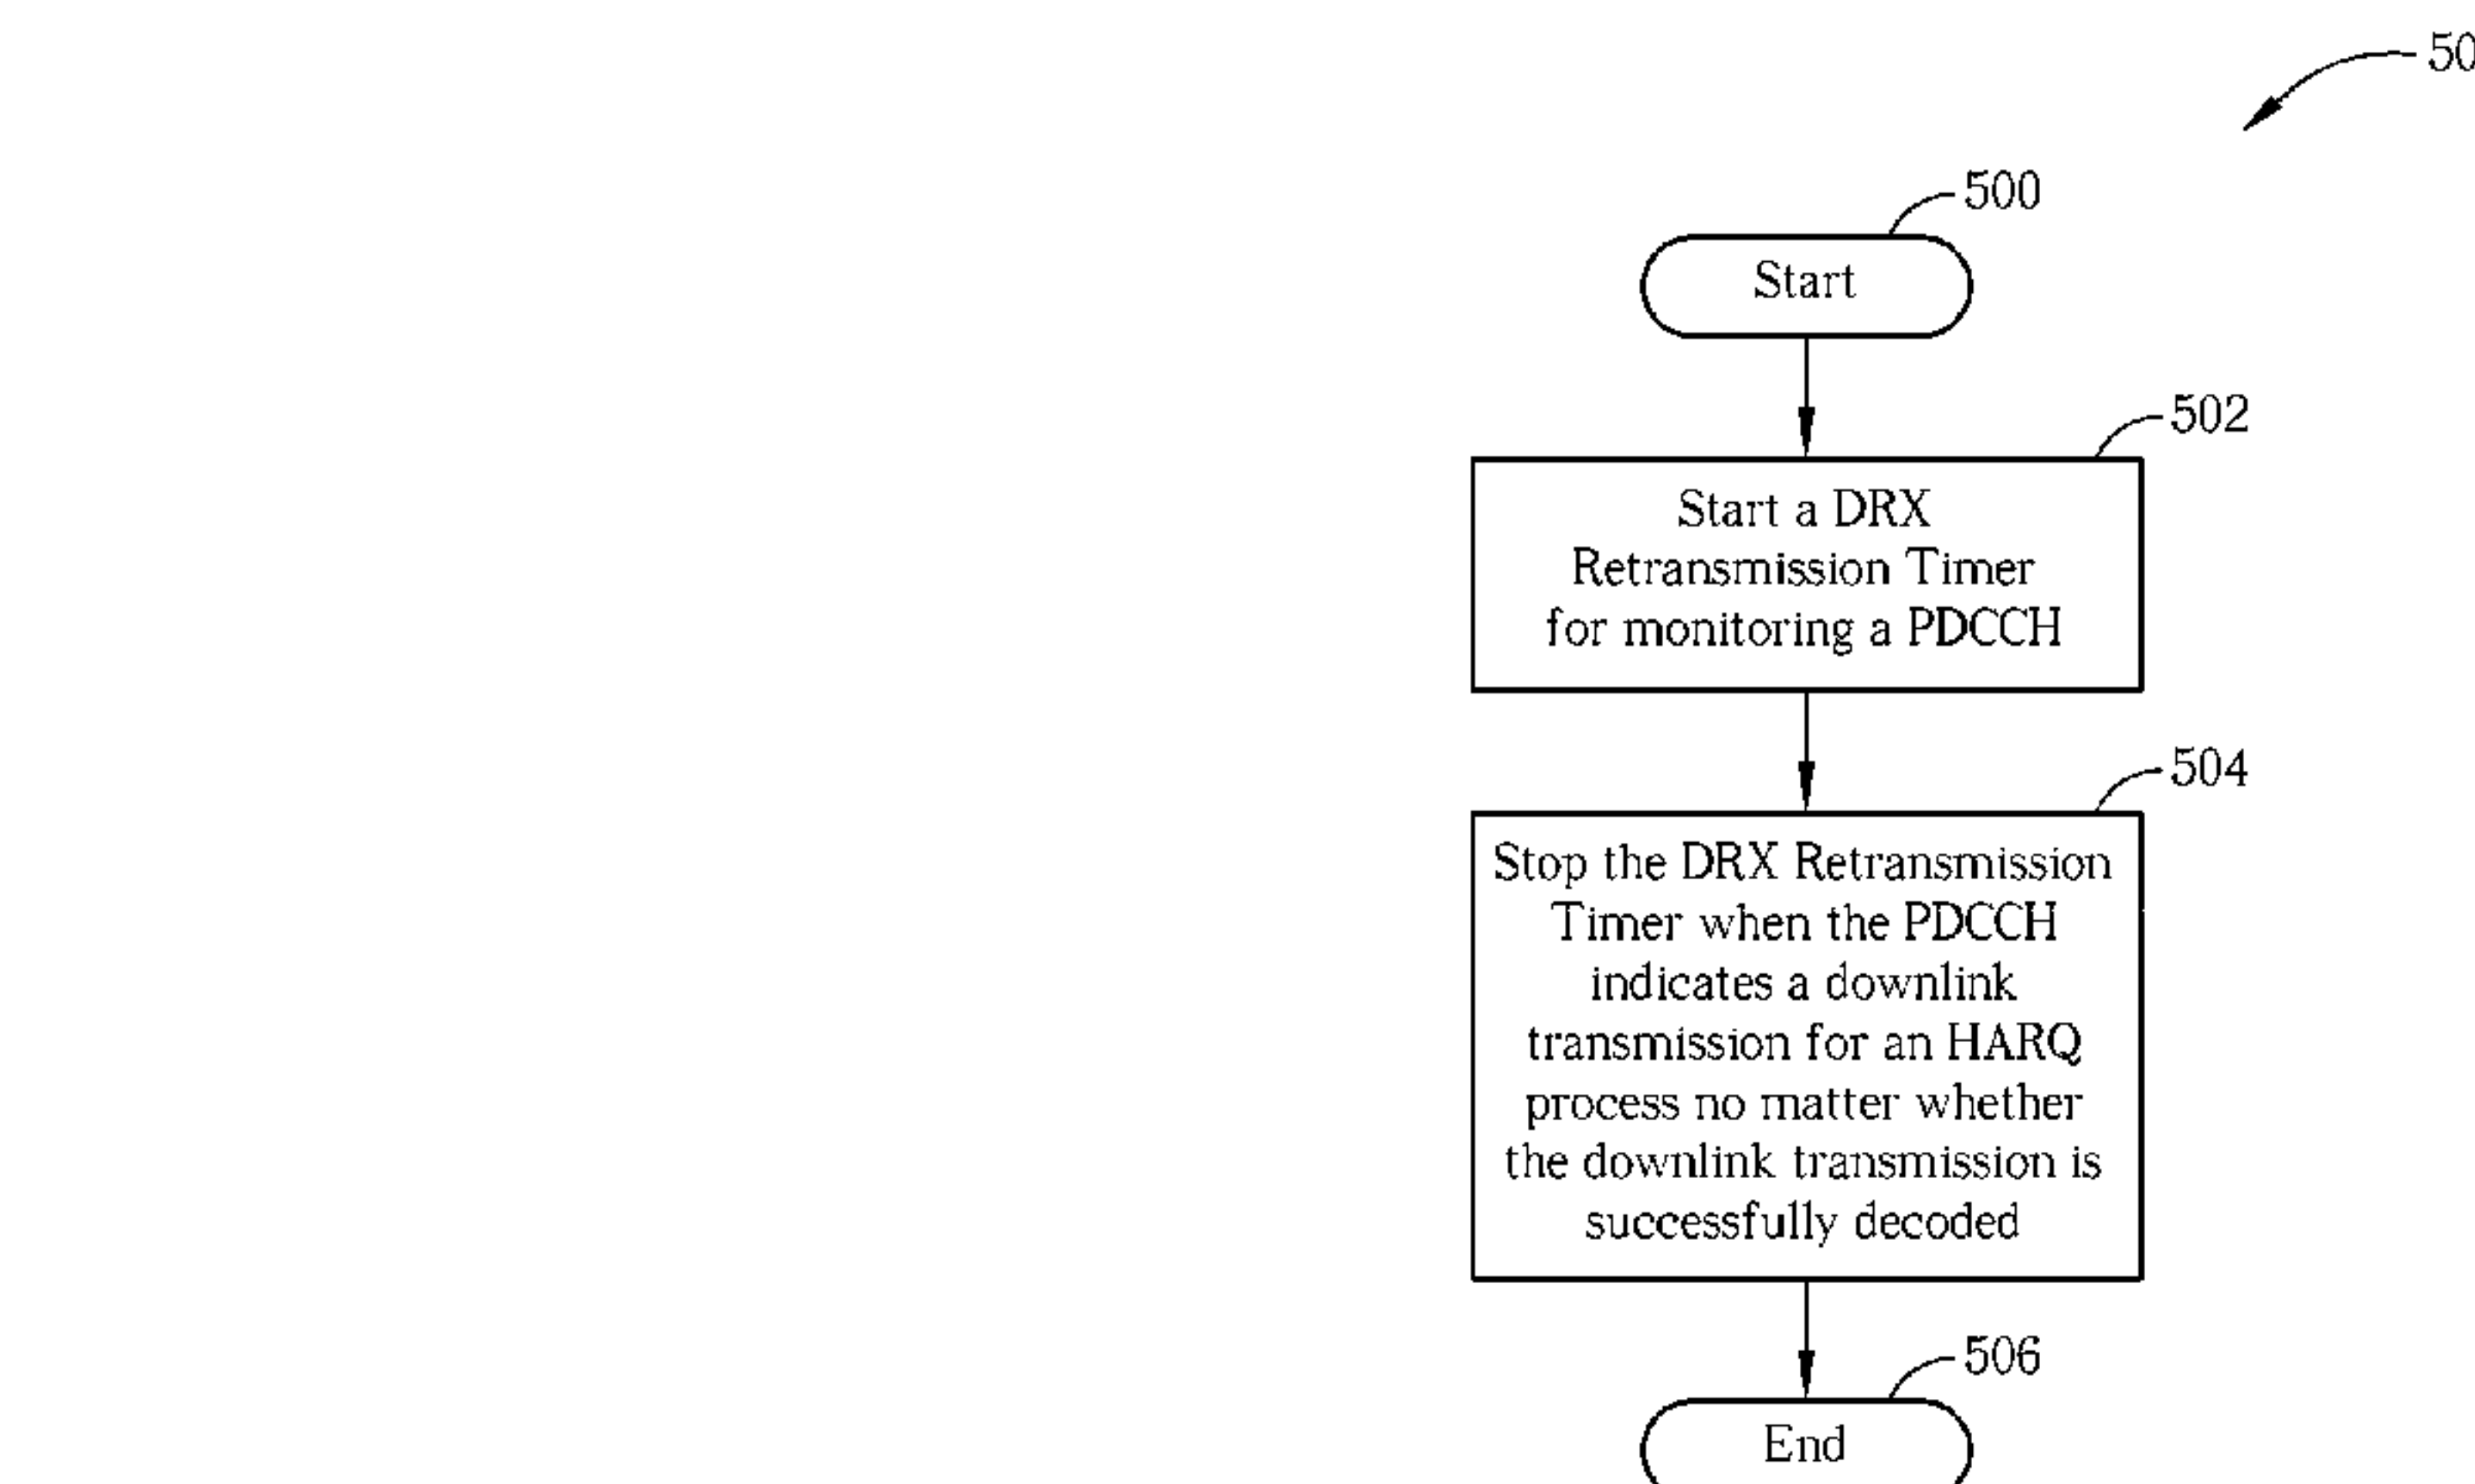 50
500
Start
502
Start a DRX
Retransmission Timer
for monitoring a PDCCH
504
Stop the DRX Retransmission
Timer when the PDCCH
indicates a downlink
transmission for an HARQ
process no matter whether
the downlink transmission is
successfully decoded
506
End